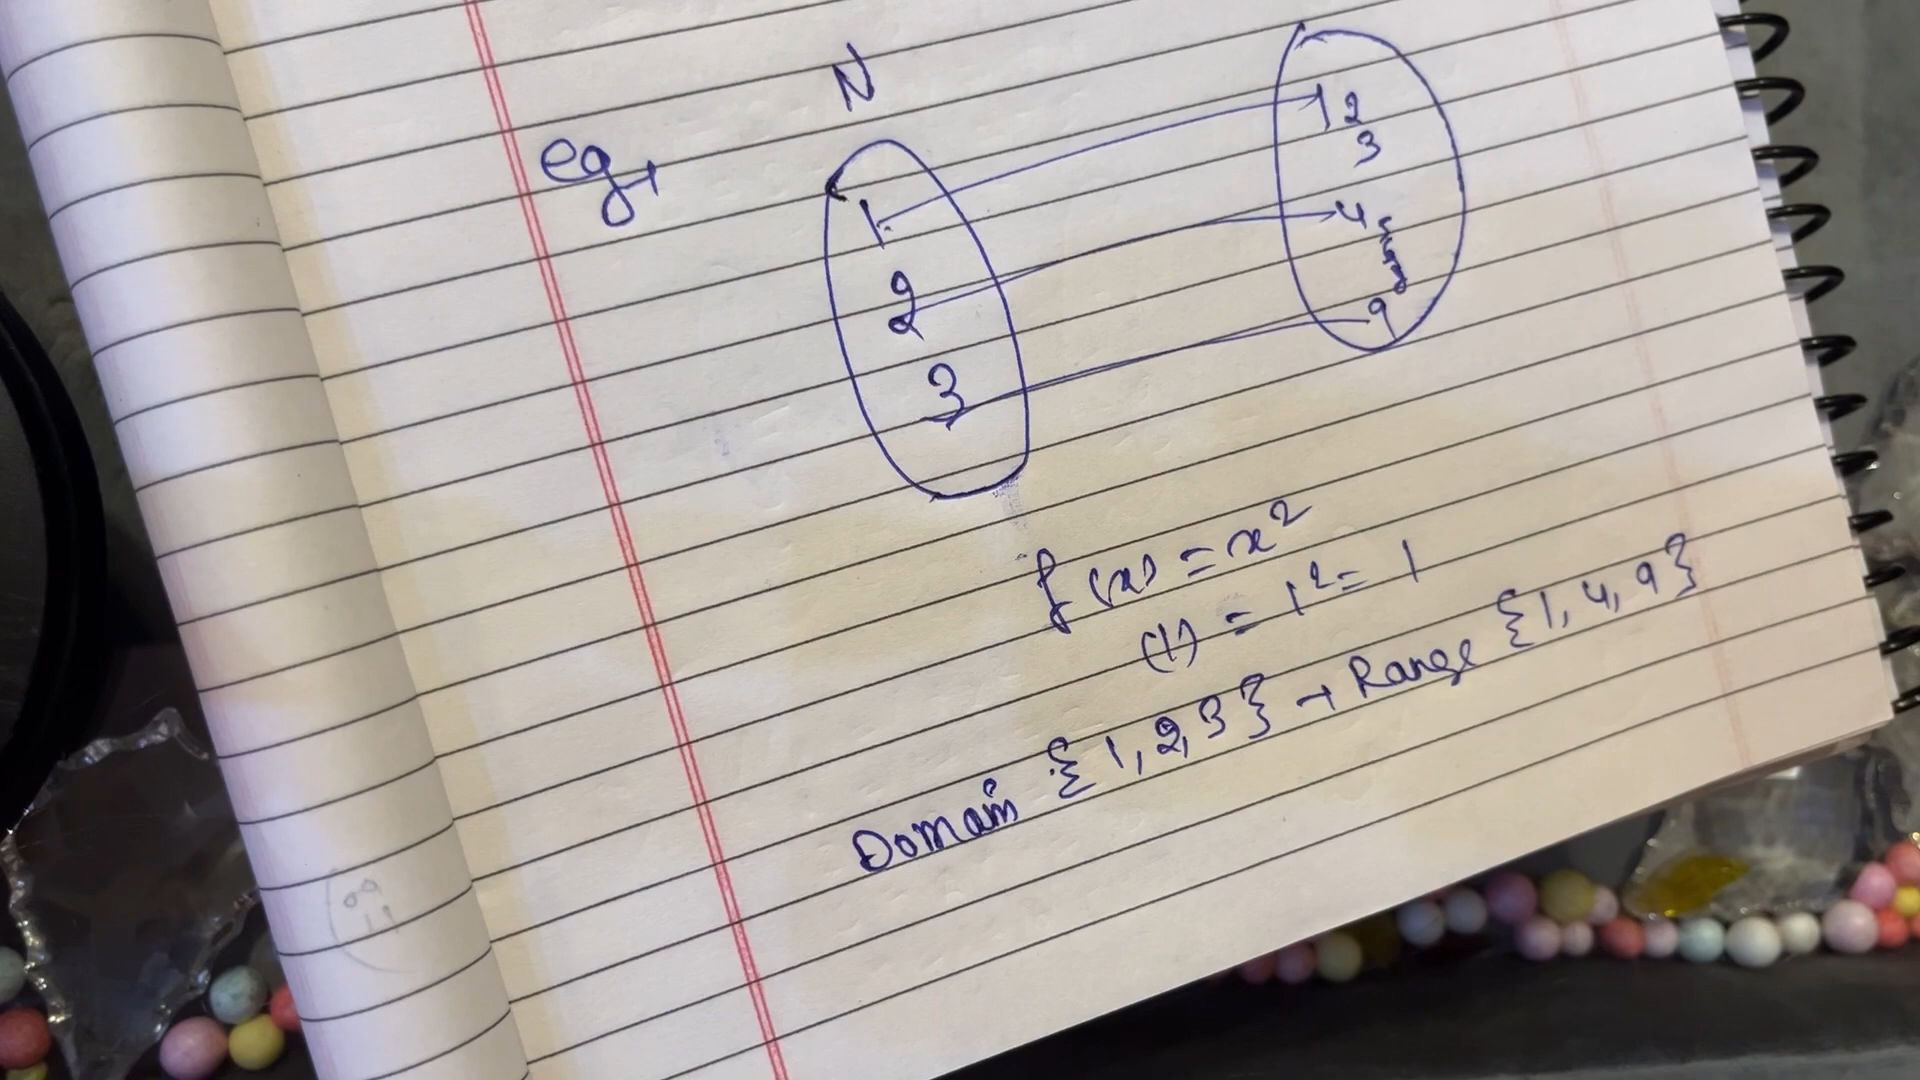 N
eg,
1 2
3
1
4
2
9
3
f(x) = x²
(1) = 1² = 1
Domain {1,2,3} → Range {1,4,9}